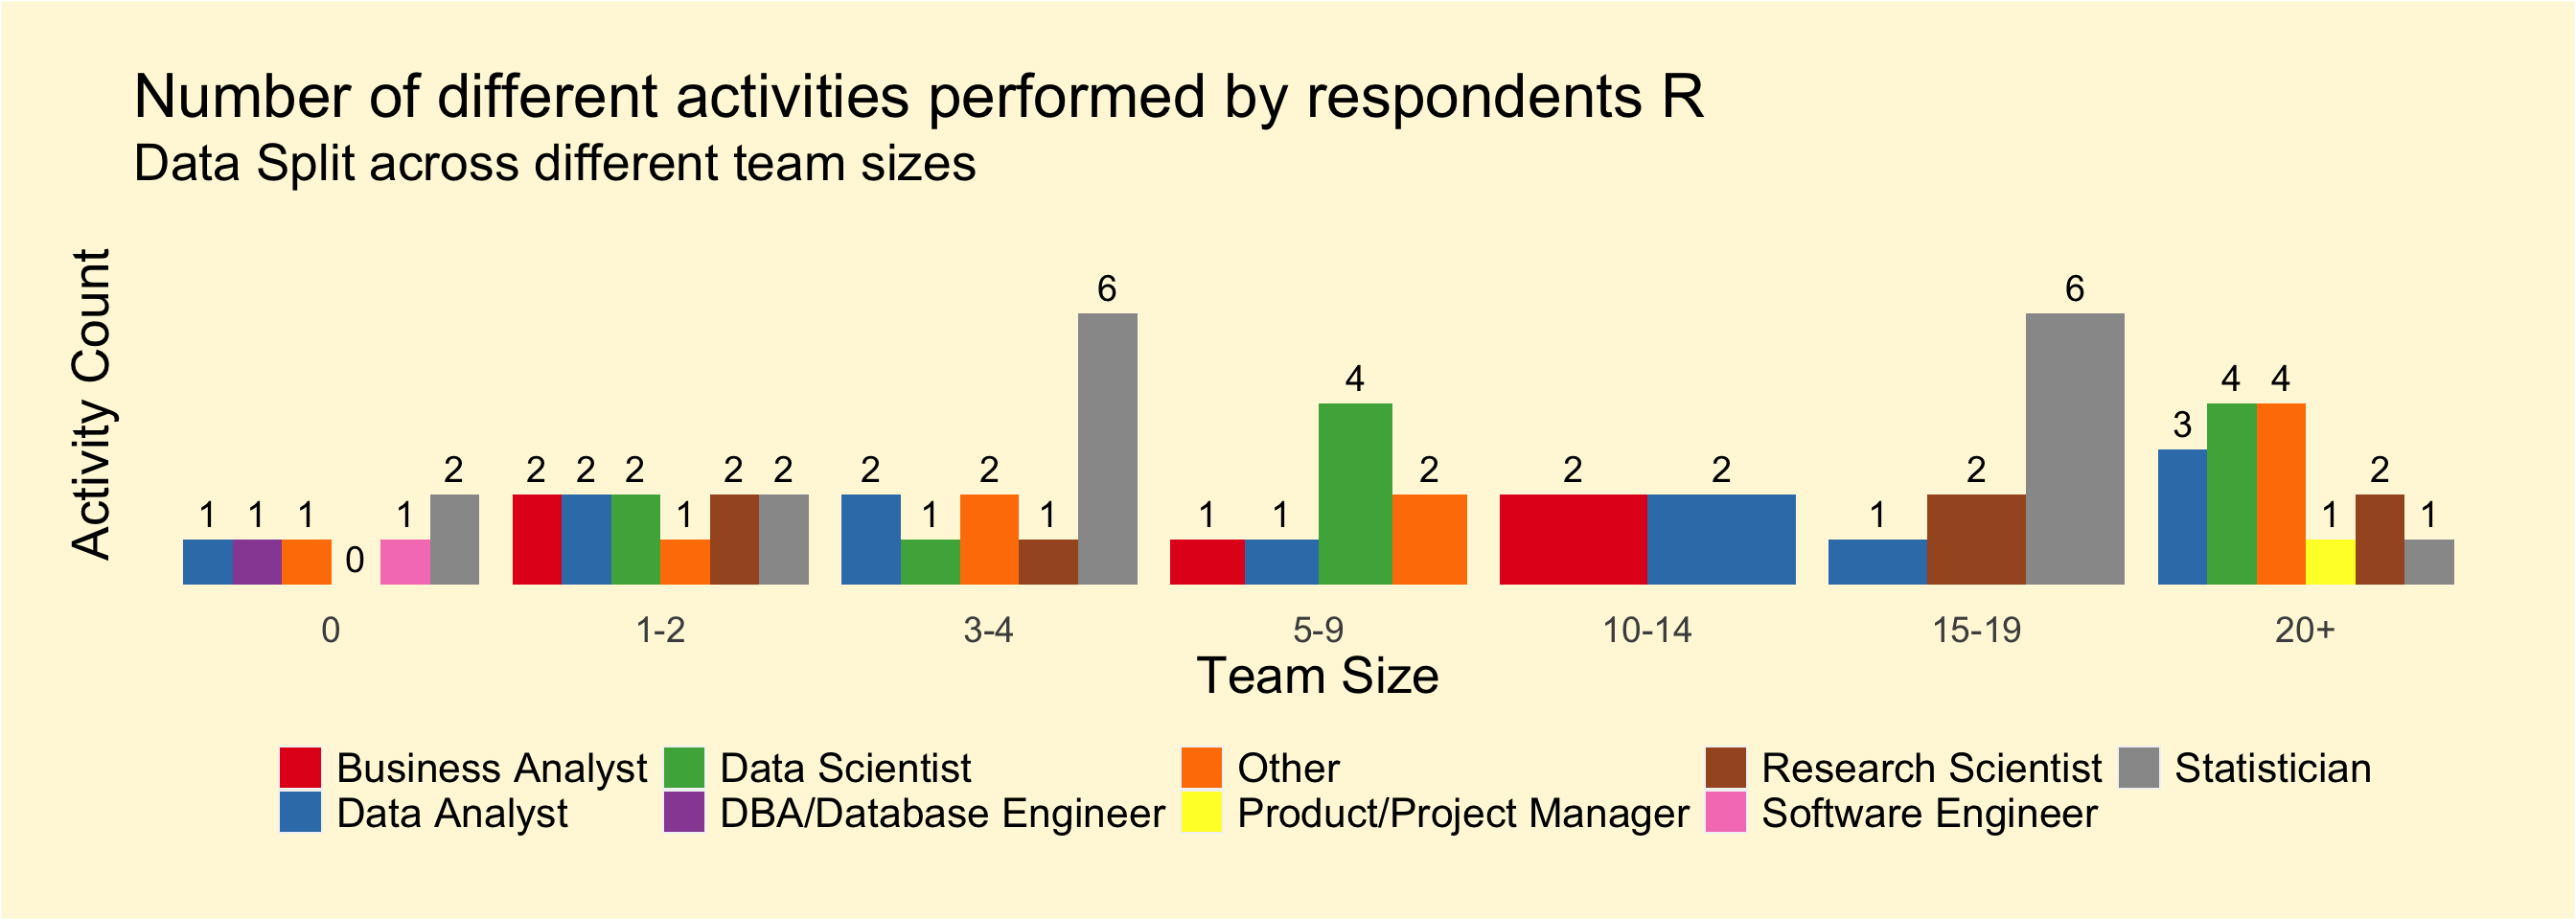 Number of different activities performed by respondents R
Data Split across different team sizes
Activity Count
1 1 1 0 1 2
2 2 2 1 2 2
2 1 2 1 6
1 1 4 2
2 2
1 2 6
3 4 4 1 2 1
0 1-2 3-4 5-9 10-14 15-19 20+
Team Size
Business Analyst Data Scientist Other Research Scientist Statistician
Data Analyst DBA/Database Engineer Product/Project Manager Software Engineer